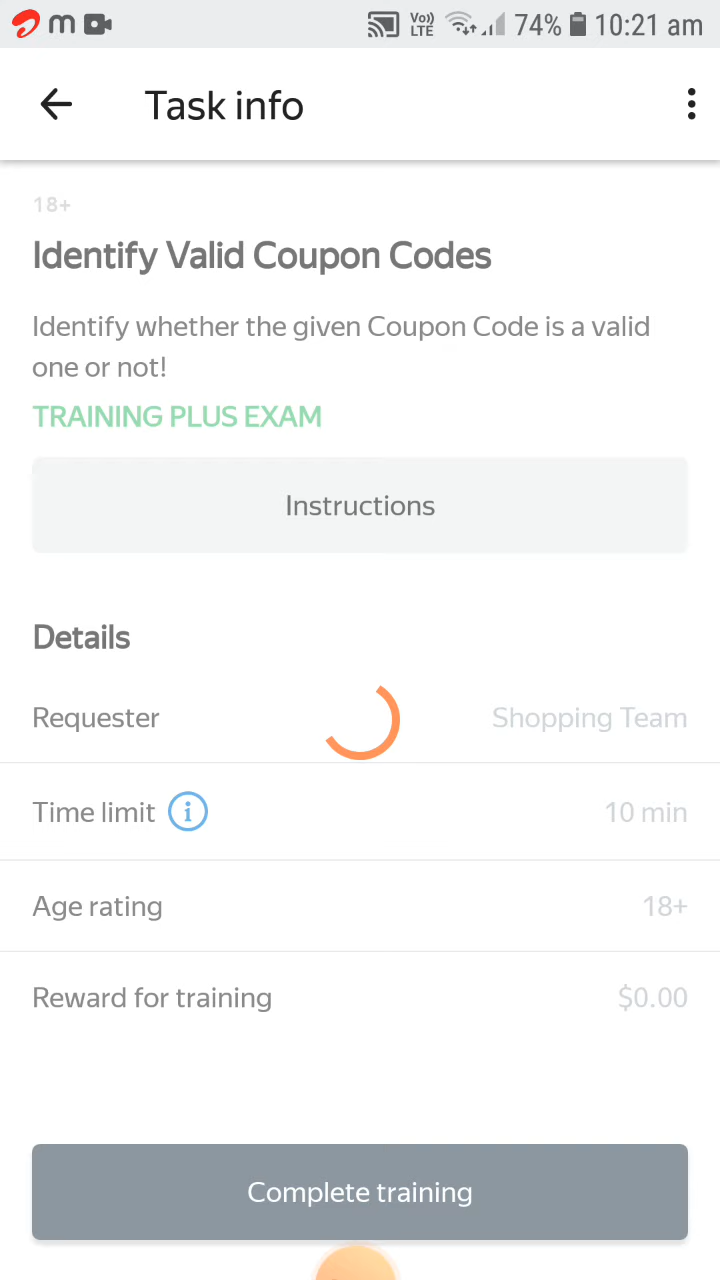 m Vo)) LTE 74% 10:21 am
Task info
18+
Identify Valid Coupon Codes
Identify whether the given Coupon Code is a valid
one or not!
TRAINING PLUS EXAM
Instructions
Details
Requester Shopping Team
Time limit i 10 min
Age rating 18+
Reward for training $0.00
Complete training